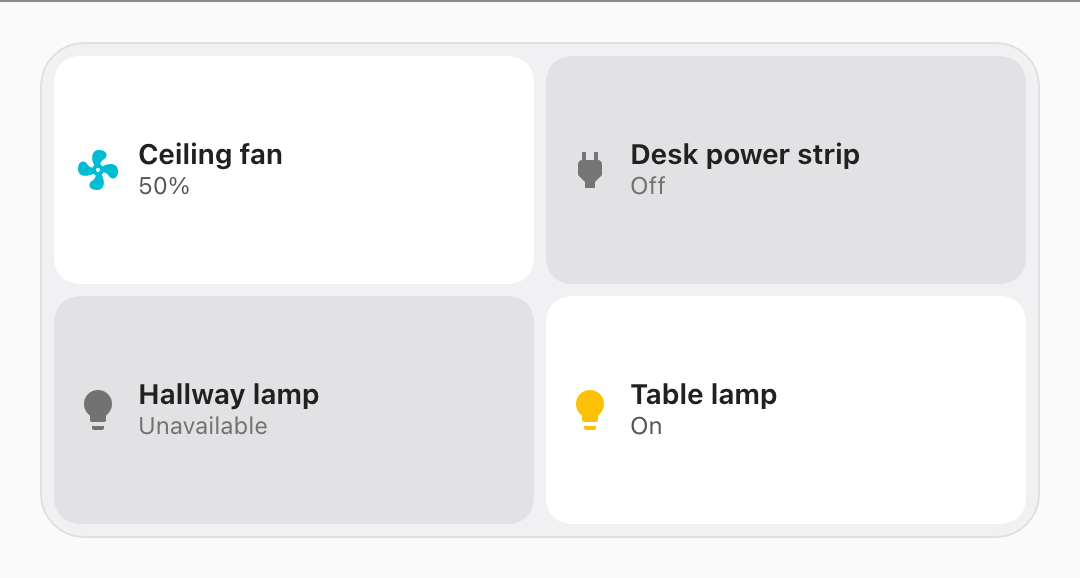 Ceiling fan
50%
Desk power strip
Off
Hallway lamp
Unavailable
Table lamp
On